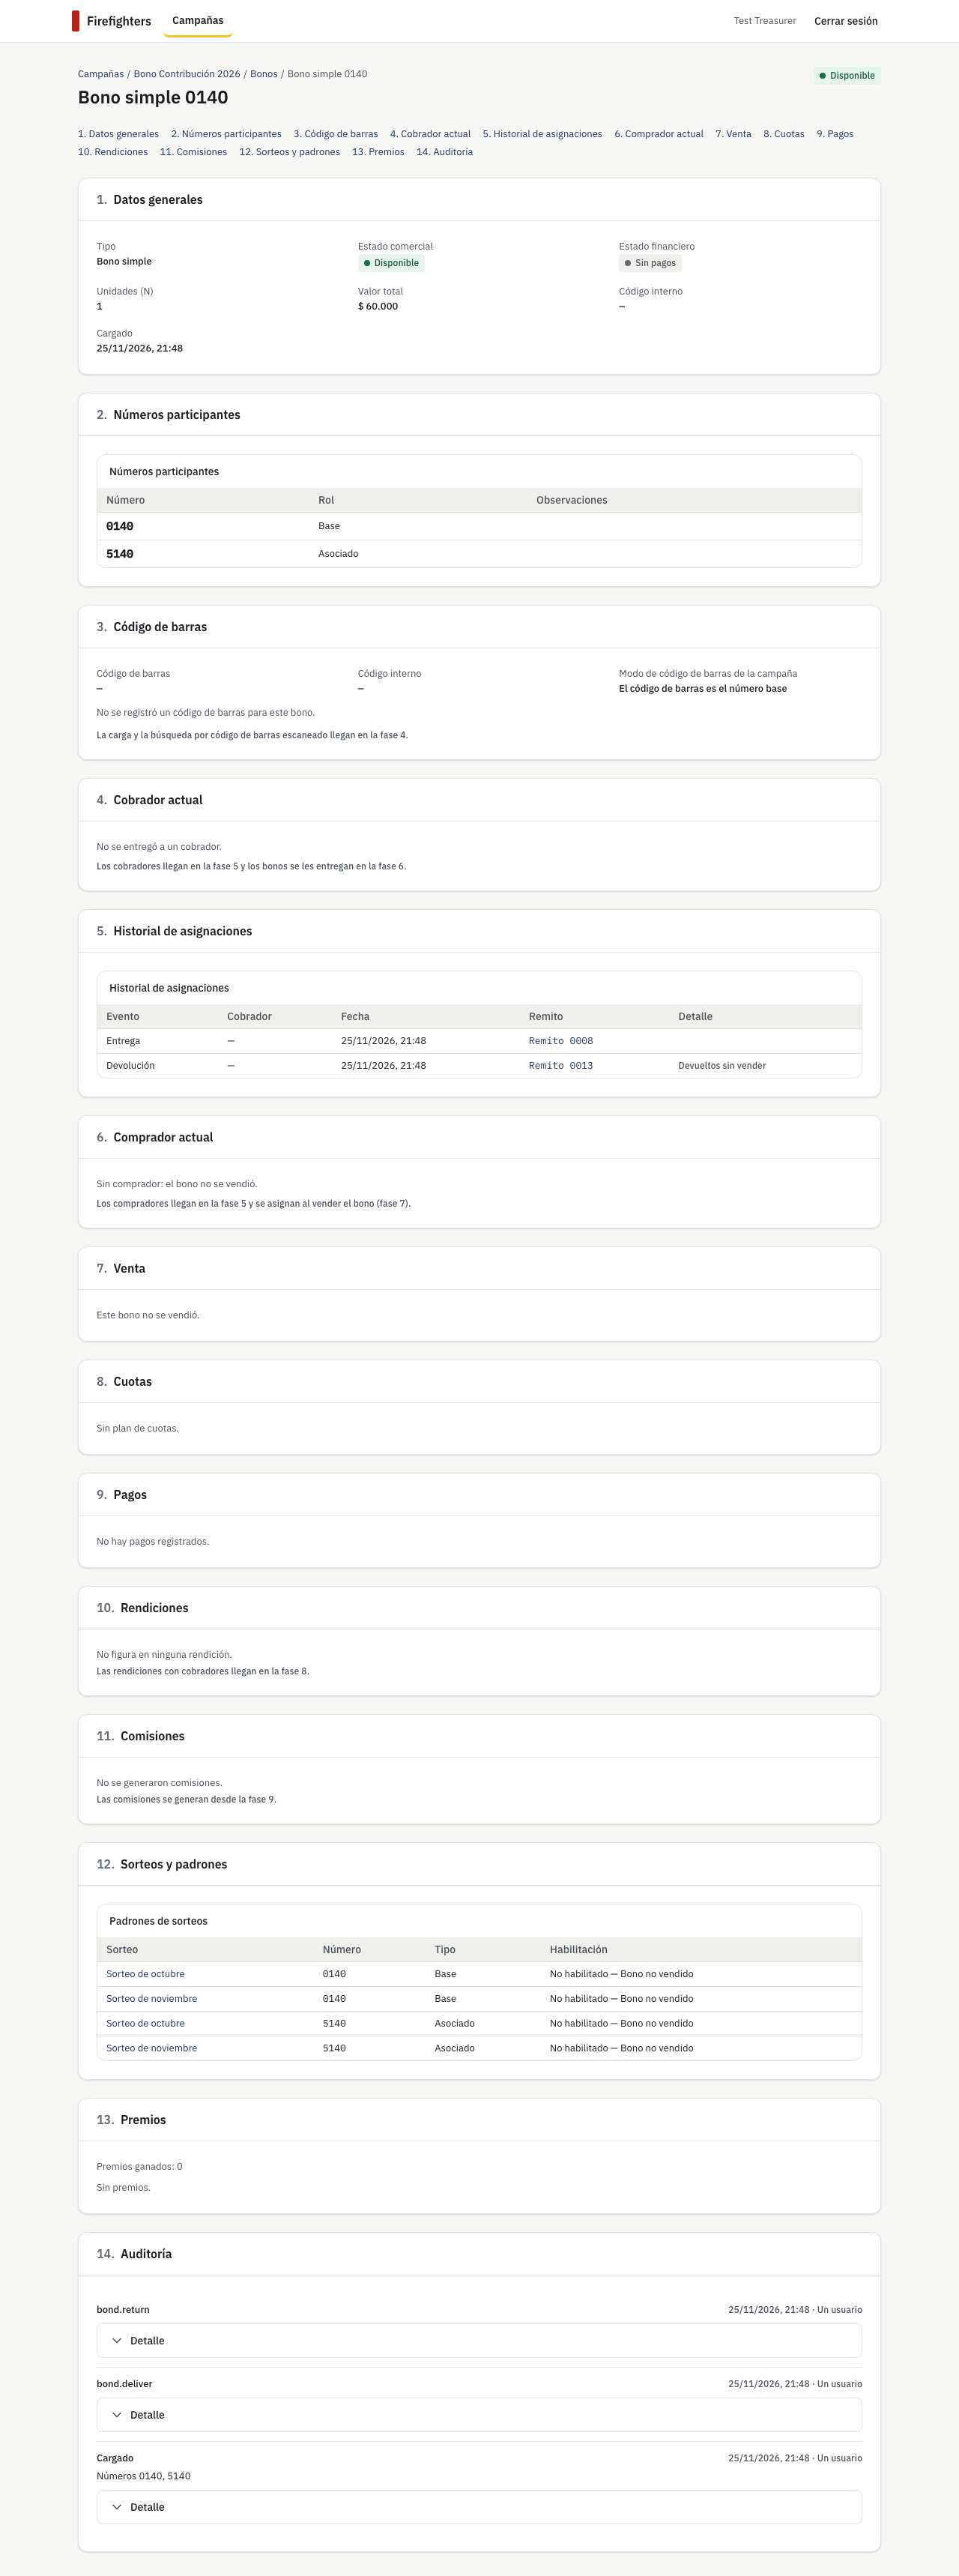 Firefighters
Campañas
Test Treasurer
Cerrar sesión
Campañas / Bono Contribución 2026 / Bonos / Bono simple 0140
Disponible
Bono simple 0140
1. Datos generales 2. Números participantes 3. Código de barras 4. Cobrador actual 5. Historial de asignaciones 6. Comprador actual 7. Venta 8. Cuotas 9. Pagos
10. Rendiciones 11. Comisiones 12. Sorteos y padrones 13. Premios 14. Auditoría
1. Datos generales
Tipo Estado comercial Estado financiero
Bono simple Disponible Sin pagos
Unidades (N) Valor total Código interno
1 $ 60.000 —
Cargado
25/11/2026, 21:48
2. Números participantes
Números participantes
Número Rol Observaciones
0140 Base
5140 Asociado
3. Código de barras
Código de barras Código interno Modo de código de barras de la campaña
— — El código de barras es el número base
No se registró un código de barras para este bono.
La carga y la búsqueda por código de barras escaneado llegan en la fase 4.
4. Cobrador actual
No se entregó a un cobrador.
Los cobradores llegan en la fase 5 y los bonos se les entregan en la fase 6.
5. Historial de asignaciones
Historial de asignaciones
Evento Cobrador Fecha Remito Detalle
Entrega — 25/11/2026, 21:48 Remito 0008
Devolución — 25/11/2026, 21:48 Remito 0013 Devueltos sin vender
6. Comprador actual
Sin comprador: el bono no se vendió.
Los compradores llegan en la fase 5 y se asignan al vender el bono (fase 7).
7. Venta
Este bono no se vendió.
8. Cuotas
Sin plan de cuotas.
9. Pagos
No hay pagos registrados.
10. Rendiciones
No figura en ninguna rendición.
Las rendiciones con cobradores llegan en la fase 8.
11. Comisiones
No se generaron comisiones.
Las comisiones se generan desde la fase 9.
12. Sorteos y padrones
Padrones de sorteos
Sorteo Número Tipo Habilitación
Sorteo de octubre 0140 Base No habilitado — Bono no vendido
Sorteo de noviembre 0140 Base No habilitado — Bono no vendido
Sorteo de octubre 5140 Asociado No habilitado — Bono no vendido
Sorteo de noviembre 5140 Asociado No habilitado — Bono no vendido
13. Premios
Premios ganados: 0
Sin premios.
14. Auditoría
bond.return 25/11/2026, 21:48 · Un usuario
Detalle
bond.deliver 25/11/2026, 21:48 · Un usuario
Detalle
Cargado 25/11/2026, 21:48 · Un usuario
Números 0140, 5140
Detalle